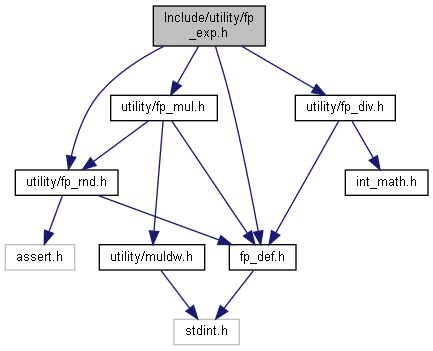 Include/utility/fp
_exp.h
utility/fp_mul.h
utility/fp_div.h
utility/fp_rnd.h
int_math.h
assert.h
utility/muldw.h
fp_def.h
stdint.h